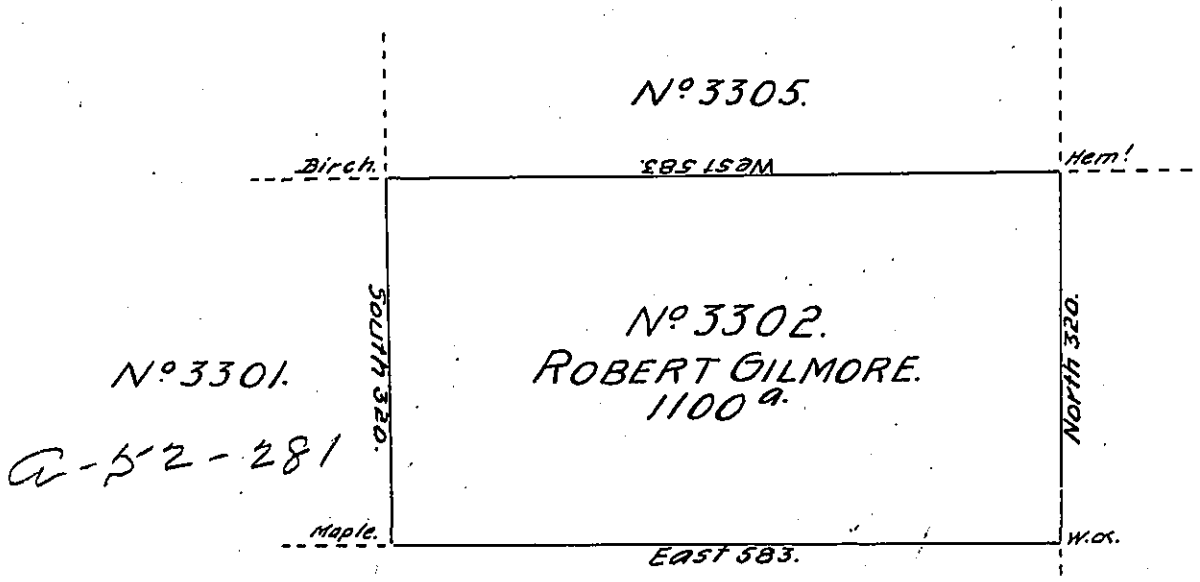 Nº 3305.
Birch.
West 583.
Hem!
South 320.
Nº 3302.
ROBERT GILMORE.
1100 a.
North 320.
Nº 3301.
a-52-281
Maple.
East 583.
W.ox.